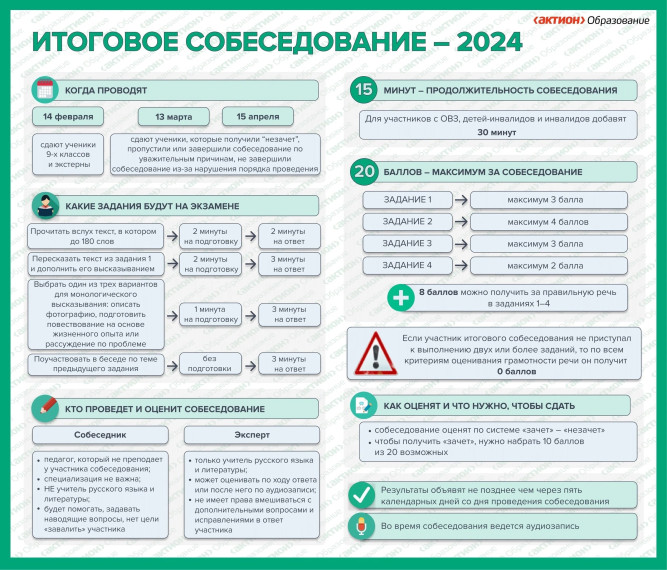 ‹актион› Образование
ИТОГОВОЕ СОБЕСЕДОВАНИЕ – 2024
КОГДА ПРОВОДЯТ
14 февраля
13 марта
15 апреля
сдают ученики
9-х классов
и экстерны
сдают ученики, которые получили “незачет”,
пропустили или завершили собеседование по
уважительным причинам, не завершили
собеседование из-за нарушения порядка проведения
КАКИЕ ЗАДАНИЯ БУДУТ НА ЭКЗАМЕНЕ
Прочитать вслух текст, в котором
до 180 слов
2 минуты
на подготовку
2 минуты
на ответ
Пересказать текст из задания 1
и дополнить его высказыванием
2 минуты
на подготовку
3 минуты
на ответ
Выбрать один из трех вариантов
для монологического
высказывания: описать
фотографию, подготовить
повествование на основе
жизненного опыта или
рассуждение по проблеме
1 минута
на подготовку
3 минуты
на ответ
Поучаствовать в беседе по теме
предыдущего задания
без
подготовки
3 минуты
на ответ
КТО ПРОВЕДЕТ И ОЦЕНИТ СОБЕСЕДОВАНИЕ
Собеседник
• педагог, который не преподает
у участника собеседования;
• специализация не важна;
• НЕ учитель русского языка и
литературы;
• будет помогать, задавать
наводящие вопросы, нет цели
«завалить» участника
Эксперт
• только учитель русского языка
и литературы;
• может оценивать по ходу ответа
или после него по аудиозаписи;
• не имеет права вмешиваться с
дополнительными вопросами и
исправлениями в ответ
участника
15 МИНУТ – ПРОДОЛЖИТЕЛЬНОСТЬ СОБЕСЕДОВАНИЯ
Для участников с ОВЗ, детей-инвалидов и инвалидов добавят
30 минут
20 БАЛЛОВ – МАКСИМУМ ЗА СОБЕСЕДОВАНИЕ
ЗАДАНИЕ 1
максимум 3 балла
ЗАДАНИЕ 2
максимум 4 баллов
ЗАДАНИЕ 3
максимум 3 балла
ЗАДАНИЕ 4
максимум 2 балла
8 баллов можно получить за правильную речь
в заданиях 1–4
Если участник итогового собеседования не приступал
к выполнению двух или более заданий, то по всем
критериям оценивания грамотности речи он получит
0 баллов
КАК ОЦЕНЯТ И ЧТО НУЖНО, ЧТОБЫ СДАТЬ
• собеседование оценят по системе «зачет» – «незачет»
• чтобы получить «зачет», нужно набрать 10 баллов
из 20 возможных
Результаты объявят не позднее чем через пять
календарных дней со дня проведения собеседования
Во время собеседования ведется аудиозапись